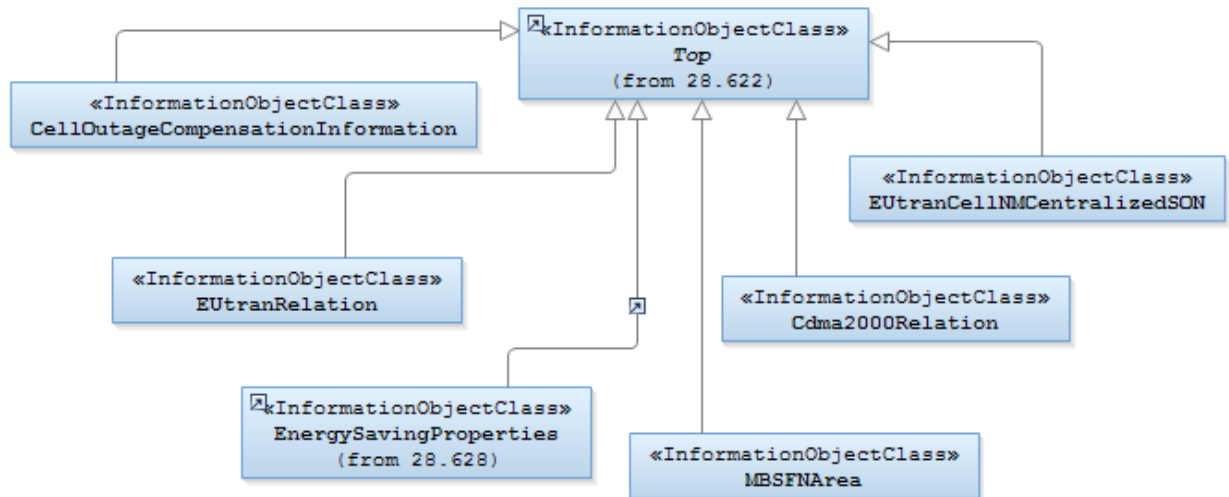 «InformationObjectClass»
Top
(from 28.622)
«InformationObjectClass»
CellOutageCompensationInformation
«InformationObjectClass»
EUtranCellNMCentralizedSON
«InformationObjectClass»
EUtranRelation
«InformationObjectClass»
Cdma2000Relation
«InformationObjectClass»
EnergySavingProperties
(from 28.628)
«InformationObjectClass»
MBSFNArea